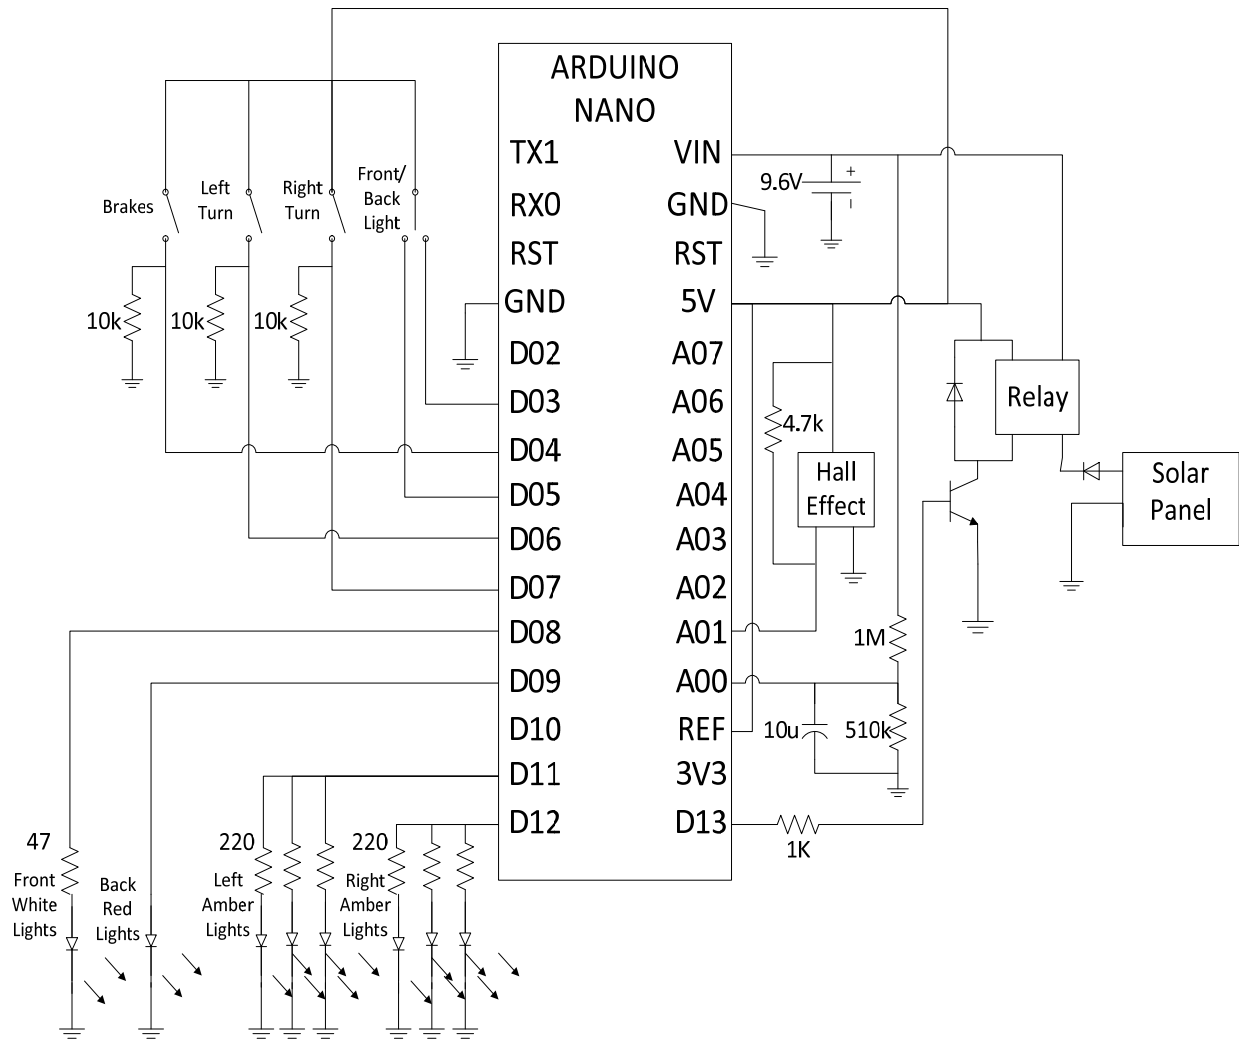 ARDUINO
NANO
TX1
RX0
RST
GND
D02
D03
D04
D05
D06
D07
D08
D09
D10
D11
D12
VIN
GND
RST
5V
A07
A06
A05
A04
A03
A02
A01
A00
REF
3V3
D13
Brakes
Left
Turn
Right
Turn
Front/
Back
Light
10k
10k
10k
9.6V
+
4.7k
Hall
Effect
Relay
Solar
Panel
1M
10u
510k
1K
47
Front
White
Lights
Back
Red
Lights
220
Left
Amber
Lights
220
Right
Amber
Lights